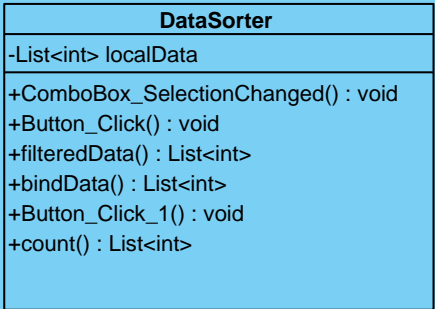 DataSorter
-List<int> localData
+ComboBox_SelectionChanged() : void
+Button_Click() : void
+filteredData() : List<int>
+bindData() : List<int>
+Button_Click_1() : void
+count() : List<int>